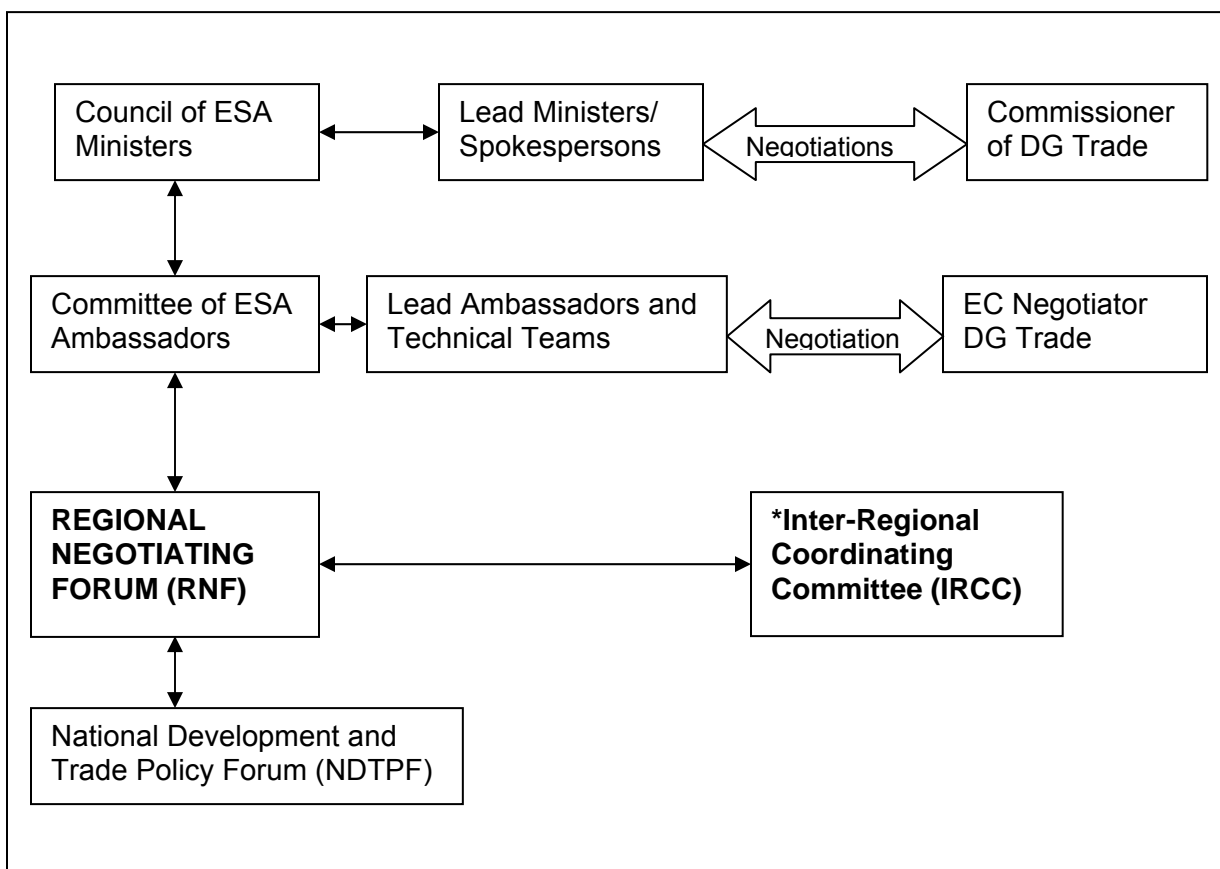 Council of ESA
Ministers
Lead Ministers/
Spokespersons
Negotiations
Commissioner
of DG Trade
Committee of ESA
Ambassadors
Lead Ambassadors and
Technical Teams
Negotiation
EC Negotiator
DG Trade
REGIONAL
NEGOTIATING
FORUM (RNF)
*Inter-Regional
Coordinating
Committee (IRCC)
National Development and
Trade Policy Forum (NDTPF)